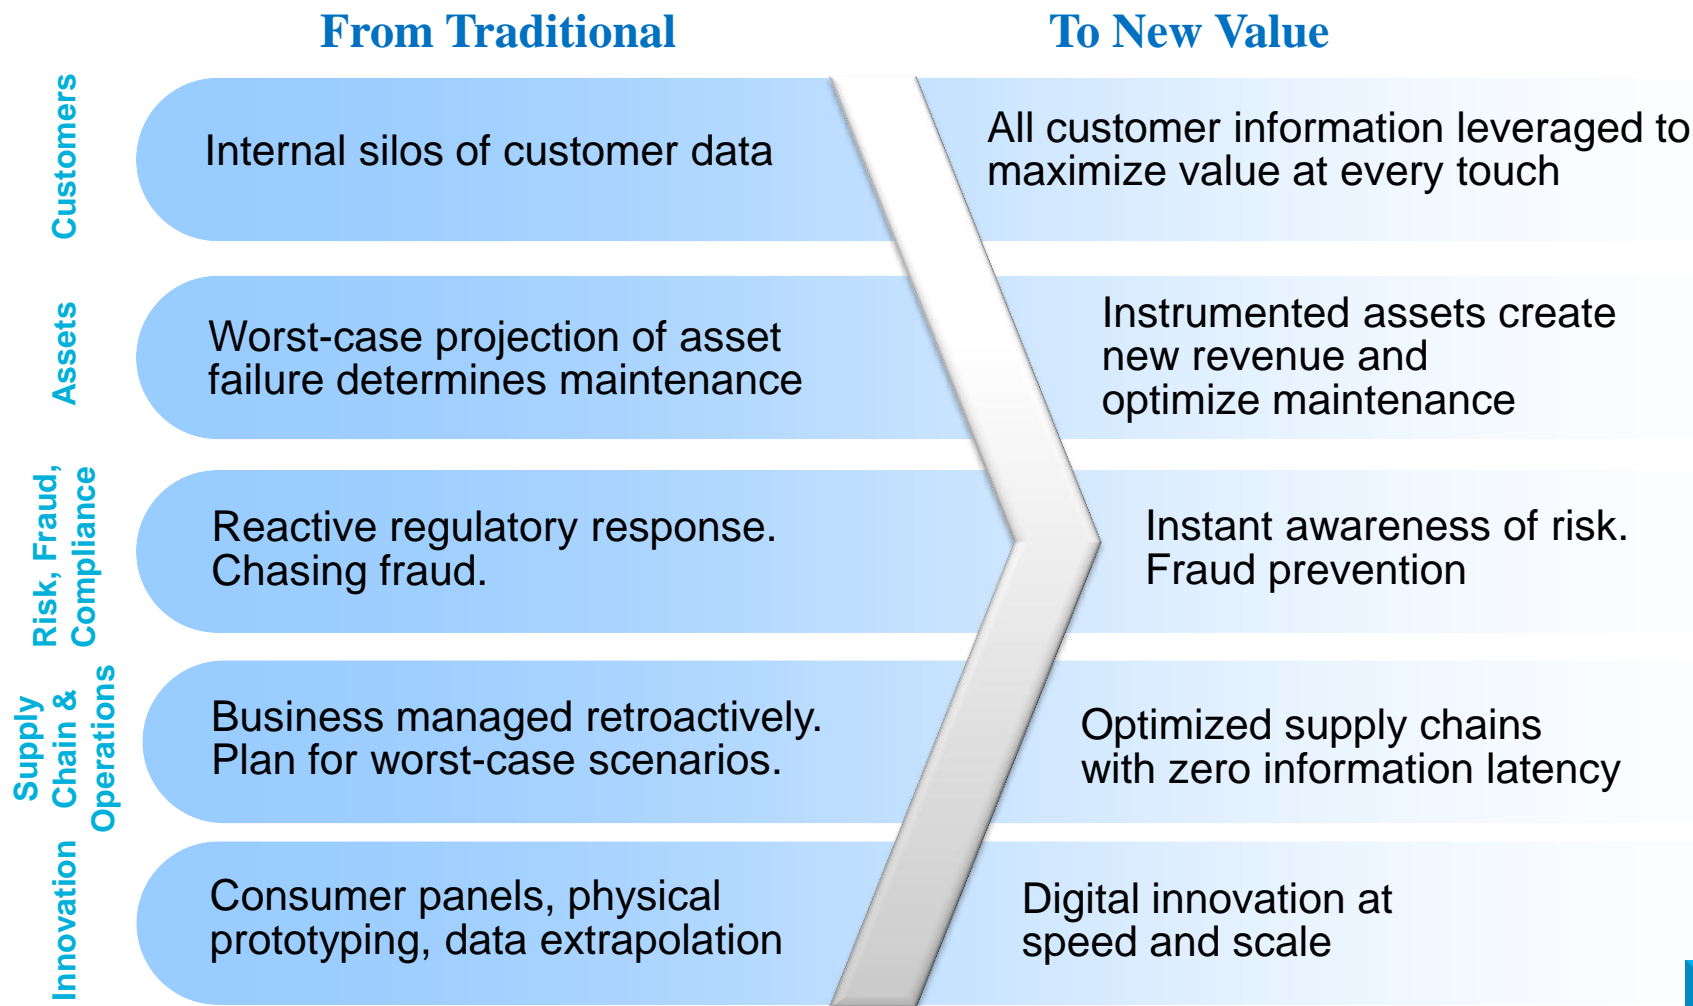 From Traditional
To New Value
Customers
Internal silos of customer data
All customer information leveraged to
maximize value at every touch
Assets
Worst-case projection of asset
failure determines maintenance
Instrumented assets create
new revenue and
optimize maintenance
Risk, Fraud,
Compliance
Reactive regulatory response.
Chasing fraud.
Instant awareness of risk.
Fraud prevention
Supply
Chain &
Operations
Business managed retroactively.
Plan for worst-case scenarios.
Optimized supply chains
with zero information latency
Innovation
Consumer panels, physical
prototyping, data extrapolation
Digital innovation at
speed and scale